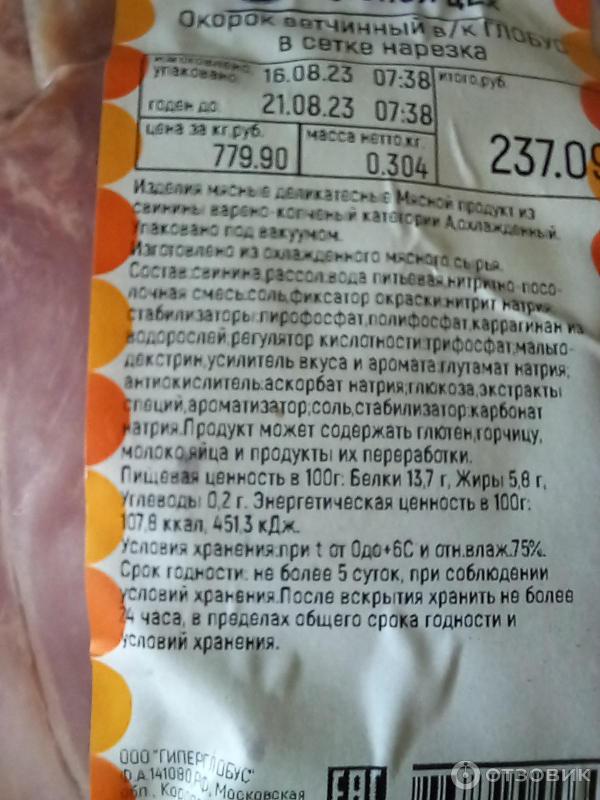 Окорок ветчинный в/к ГЛОБУС
в сетке нарезка
изготовлено
упаковано 16.08.23 07:38 итого,руб.
годен до: 21.08.23 07:38
цена за кг,руб. масса нетто,кг.
779.90 0.304 237.09
Изделия мясные деликатесные Мясной продукт из
свинины варено-копченый категории А,охлажденный.
Упаковано под вакуумом.
Изготовлено из охлажденного мясного сырья.
Состав:свинина,рассол:вода питьевая,нитритно-посо-
лочная смесь:соль,фиксатор окраски:нитрит натрия
стабилизаторы:пирофосфат,полифосфат,каррагинан из
водорослей,регулятор кислотности:трифосфат,мальто-
декстрин,усилитель вкуса и аромата:глутамат натрия;
антиокислитель:аскорбат натрия;глюкоза,экстракты
специй,ароматизатор;соль,стабилизатор:карбонат
натрия.Продукт может содержать глютен,горчицу,
молоко,яйца и продукты их переработки.
Пищевая ценность в 100г: Белки 13,7 г, Жиры 5,8 г,
Углеводы 0,2 г. Энергетическая ценность в 100г:
107,8 ккал, 451,3 кДж.
Условия хранения:при t от 0до+6С и отн.влаж.75%.
Срок годности: не более 5 суток, при соблюдении
условий хранения.После вскрытия хранить не более
24 часа, в пределах общего срока годности и
условий хранения.
ООО "ГИПЕРГЛОБУС"
Ф,д.141080,РФ, Московская
обл., Кор
EAC
отзовик